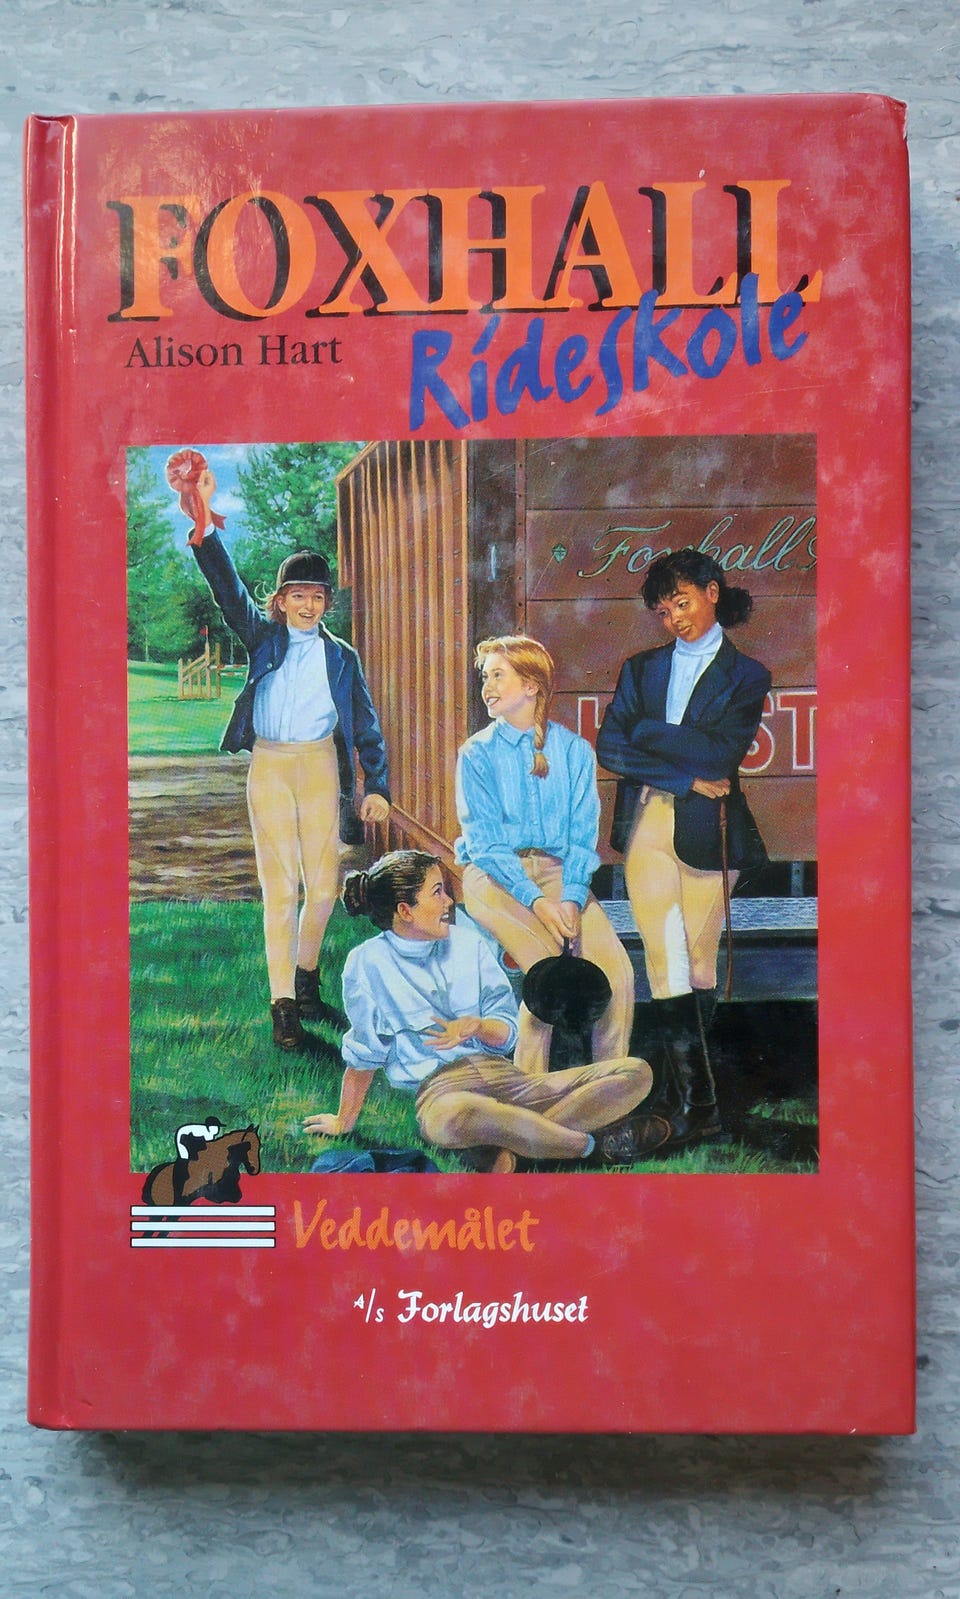 FOXHALL
Alison Hart
Rideskole
Foxhall
Veddemålet
A/S Forlagshuset